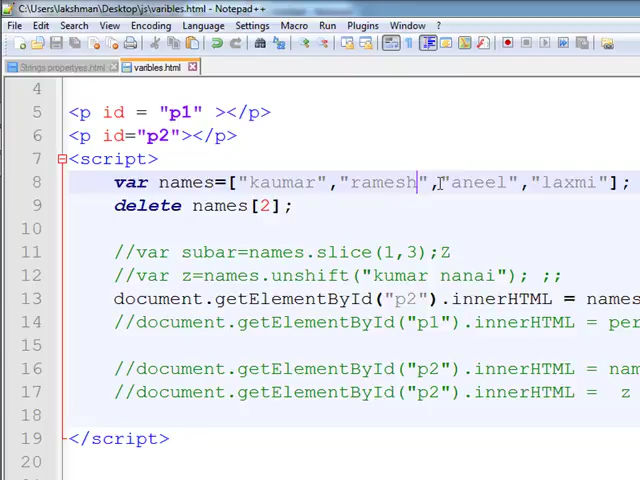 C:\Users\lakshman\Desktop\js\varibles.html - Notepad++
File Edit Search View Encoding Language Settings Macro Run Plugins Window ?
Strings propertyes.html varibles.html
4
5 <p id = "p1" ></p>
6 <p id="p2"></p>
7 <script>
8 var names=["kaumar","ramesh","aneel","laxmi"];
9 delete names[2];
10
11 //var subar=names.slice(1,3);Z
12 //var z=names.unshift("kumar nanai"); ;;
13 document.getElementById("p2").innerHTML = names
14 //document.getElementById("p1").innerHTML = per
15
16 //document.getElementById("p2").innerHTML = nam
17 //document.getElementById("p2").innerHTML = z
18
19 </script>
20